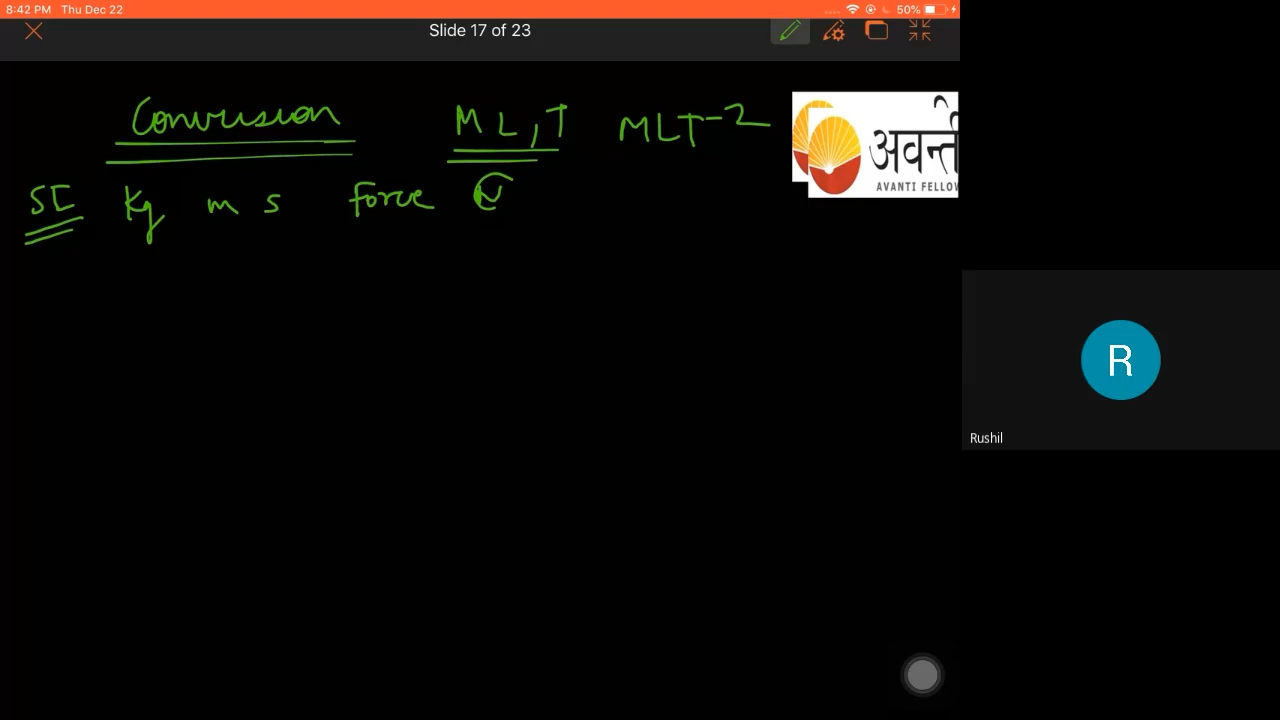 8:42 PM Thu Dec 22
50%
Slide 17 of 23
Conversion M L, T MLT-2
अवन्ती
AVANTI FELLOW
SI Kg m s force N
R
Rushil